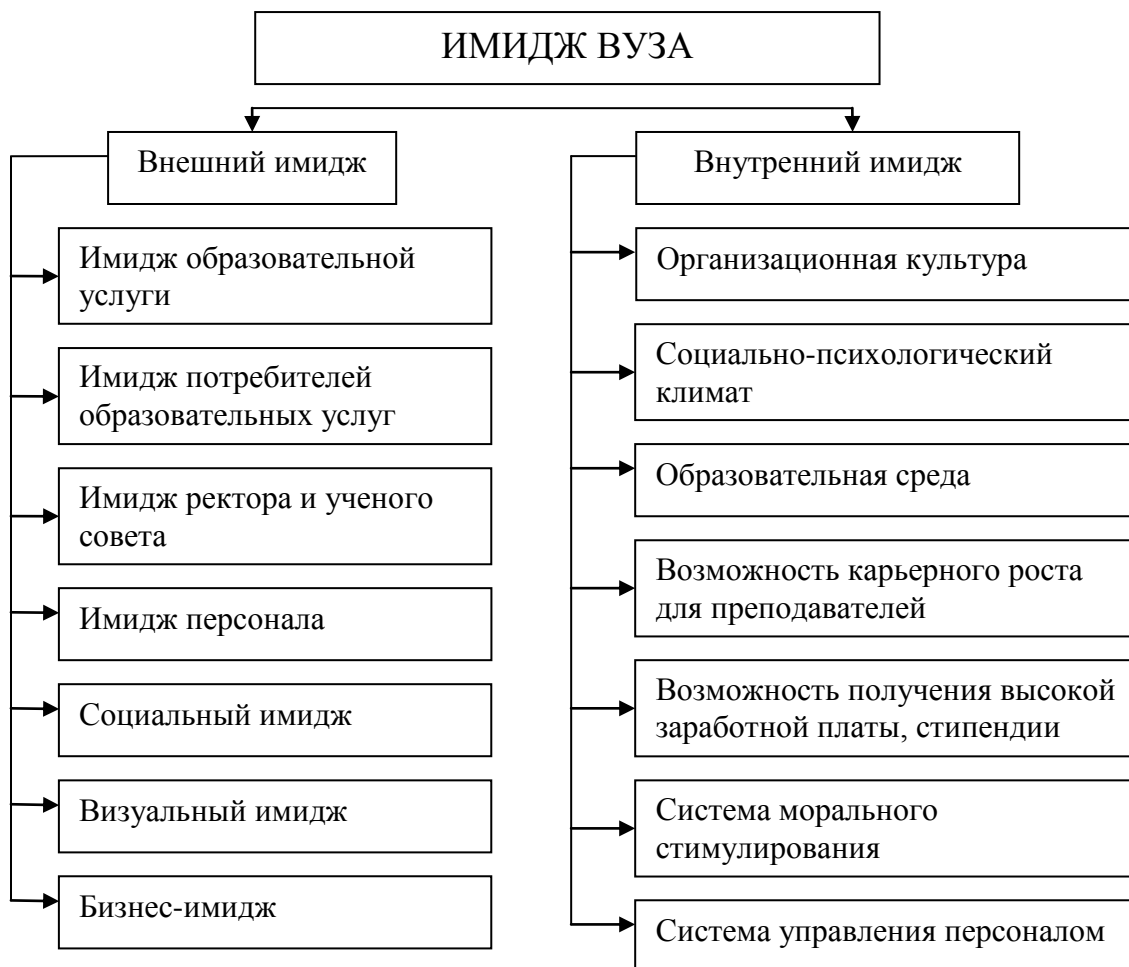 ИМИДЖ ВУЗА
Внешний имидж
Имидж образовательной
услуги
Имидж потребителей
образовательных услуг
Имидж ректора и ученого
совета
Имидж персонала
Социальный имидж
Визуальный имидж
Бизнес-имидж
Внутренний имидж
Организационная культура
Социально-психологический
климат
Образовательная среда
Возможность карьерного роста
для преподавателей
Возможность получения высокой
заработной платы, стипендии
Система морального
стимулирования
Система управления персоналом